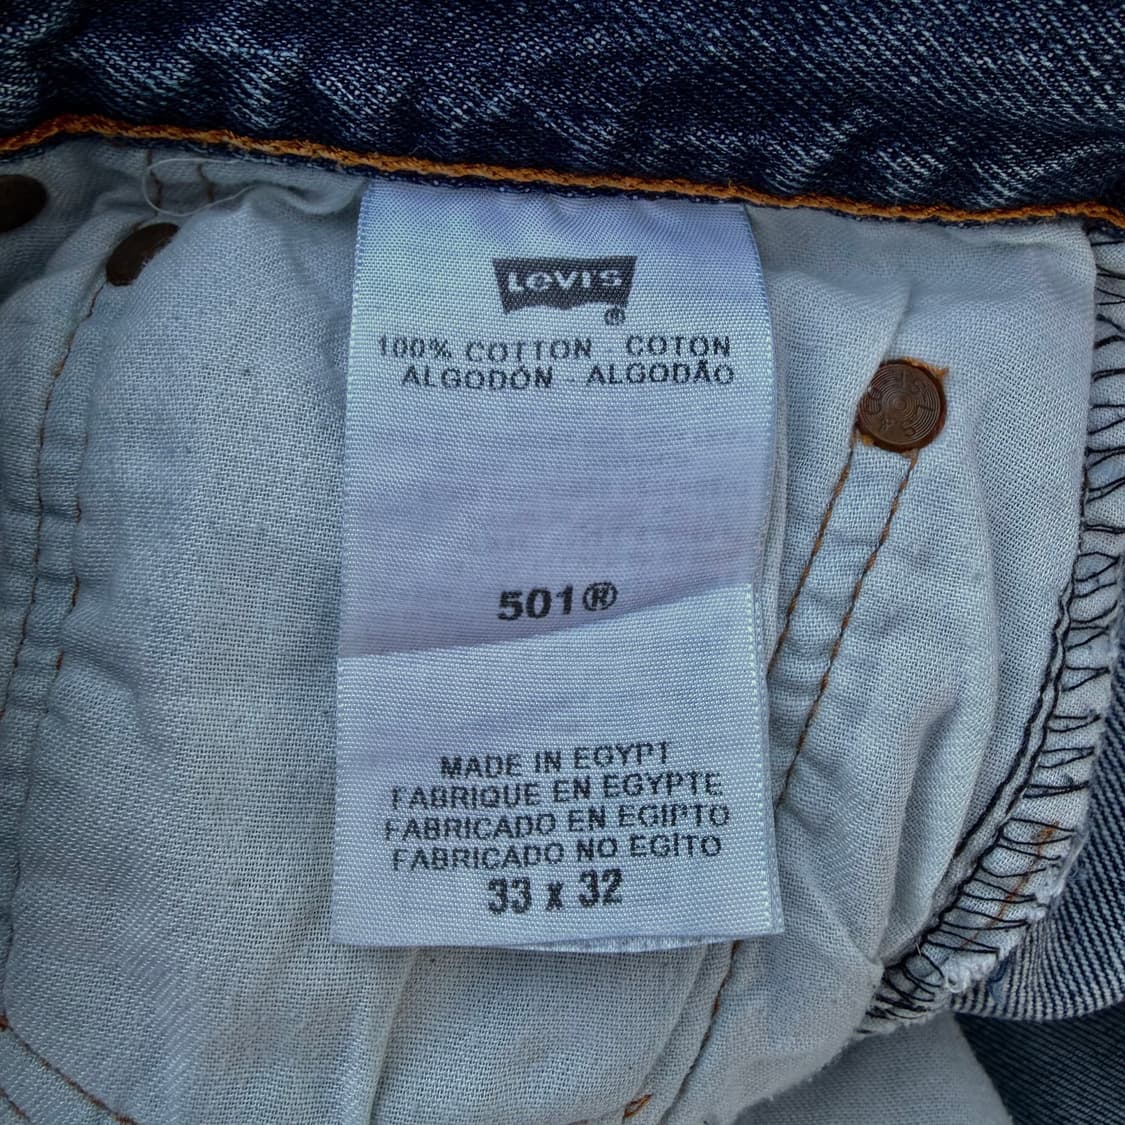 LEVI'S
®
100% COTTON COTON
ALGODÓN - ALGODÃO
501®
MADE IN EGYPT
FABRIQUE EN EGYPTE
FABRICADO EN EGIPTO
FABRICADO NO EGITO
33 x 32